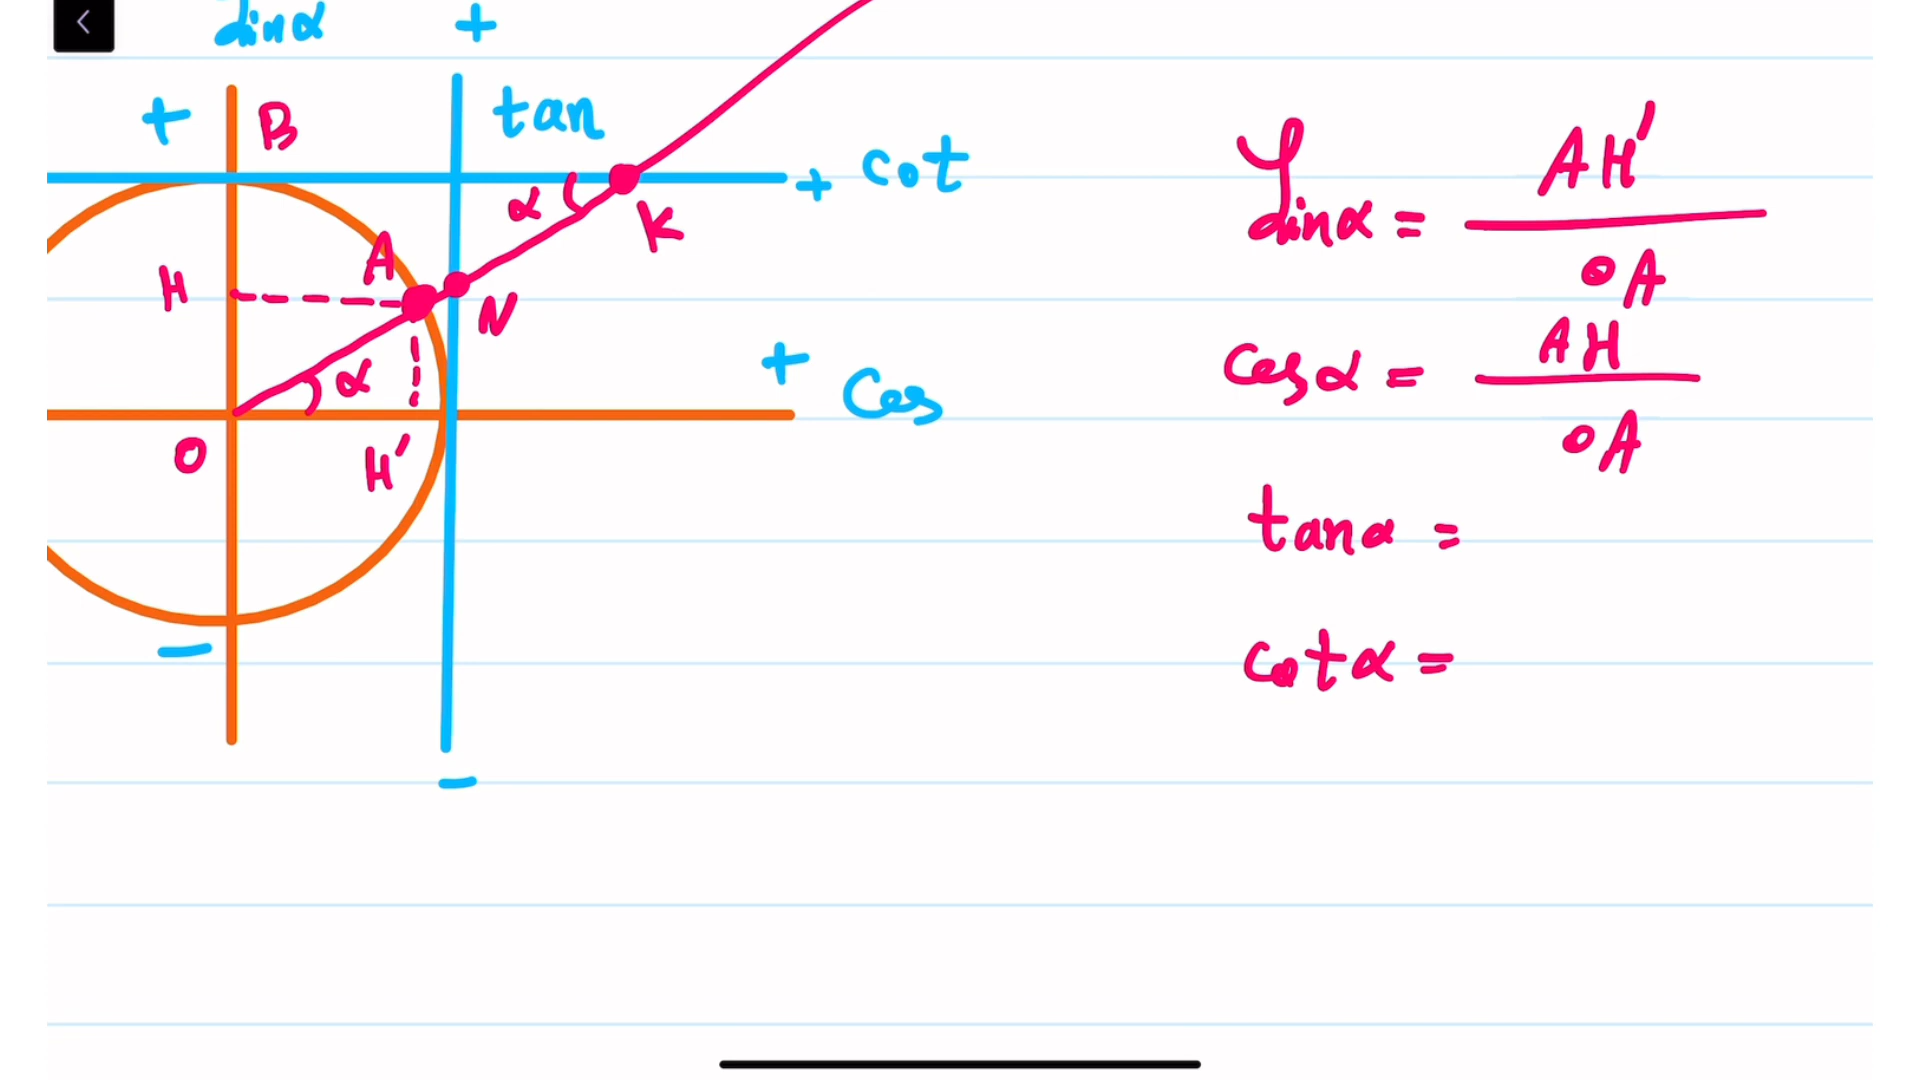 sinα +
+ B tan
+ cot
α K
H A N
α
+ cos
O H'
-
-
sinα = AH' / OA
cosα = AH / OA
tanα =
cotα =